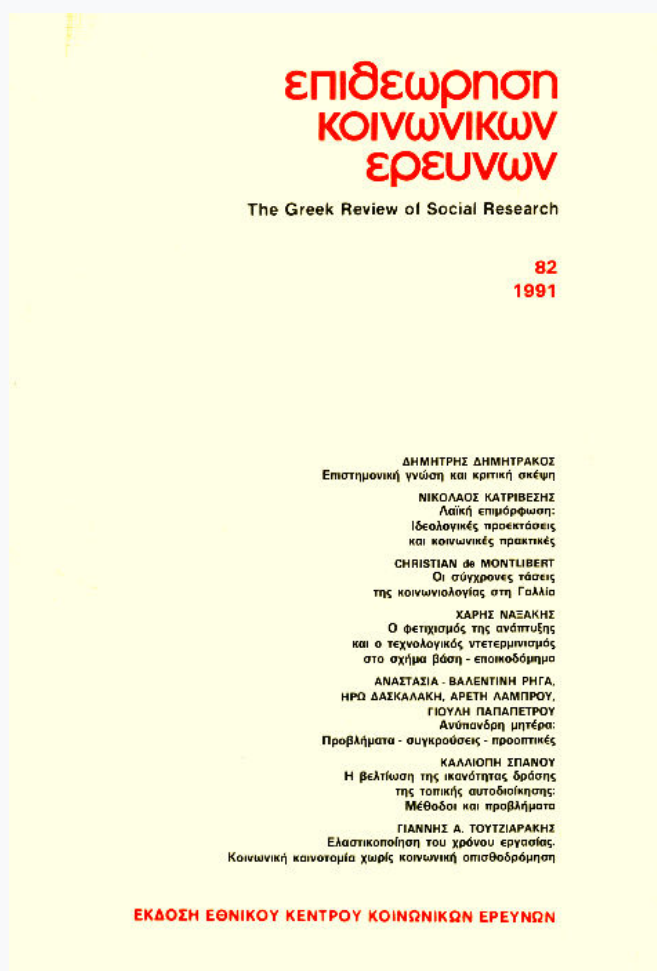 επιθεωρηση
κοινωνικων
ερευνων
The Greek Review of Social Research
82
1991
ΔΗΜΗΤΡΗΣ ΔΗΜΗΤΡΑΚΟΣ
Επιστημονική γνώση και κριτική σκέψη
ΝΙΚΟΛΑΟΣ ΚΑΤΡΙΒΕΣΗΣ
Λαϊκή επιμόρφωση:
Ιδεολογικές προεκτάσεις
και κοινωνικές πρακτικές
CHRISTIAN de MONTLIBERT
Οι σύγχρονες τάσεις
της κοινωνιολογίας στη Γαλλία
ΧΑΡΗΣ ΝΑΞΑΚΗΣ
Ο φετιχισμός της ανάπτυξης
και ο τεχνολογικός ντετερμινισμός
στο σχήμα βάση - εποικοδόμημα
ΑΝΑΣΤΑΣΙΑ - ΒΑΛΕΝΤΙΝΗ ΡΗΓΑ,
ΗΡΩ ΔΑΣΚΑΛΑΚΗ, ΑΡΕΤΗ ΛΑΜΠΡΟΥ,
ΓΙΟΥΛΗ ΠΑΠΑΠΕΤΡΟΥ
Ανύπανδρη μητέρα:
Προβλήματα - συγκρούσεις - προοπτικές
ΚΑΛΛΙΟΠΗ ΣΠΑΝΟΥ
Η βελτίωση της ικανότητας δράσης
της τοπικής αυτοδιοίκησης:
Μέθοδοι και προβλήματα
ΓΙΑΝΝΗΣ Α. ΤΟΥΤΖΙΑΡΑΚΗΣ
Ελαστικοποίηση του χρόνου εργασίας.
Κοινωνική καινοτομία χωρίς κοινωνική οπισθοδρόμηση
ΕΚΔΟΣΗ ΕΘΝΙΚΟΥ ΚΕΝΤΡΟΥ ΚΟΙΝΩΝΙΚΩΝ ΕΡΕΥΝΩΝ